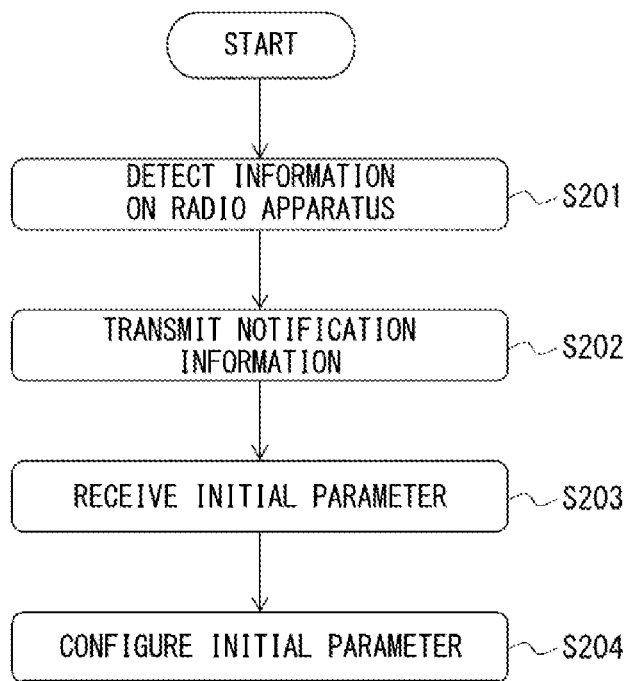 START
DETECT INFORMATION
ON RADIO APPARATUS
S201
TRANSMIT NOTIFICATION
INFORMATION
S202
RECEIVE INITIAL PARAMETER
S203
CONFIGURE INITIAL PARAMETER
S204